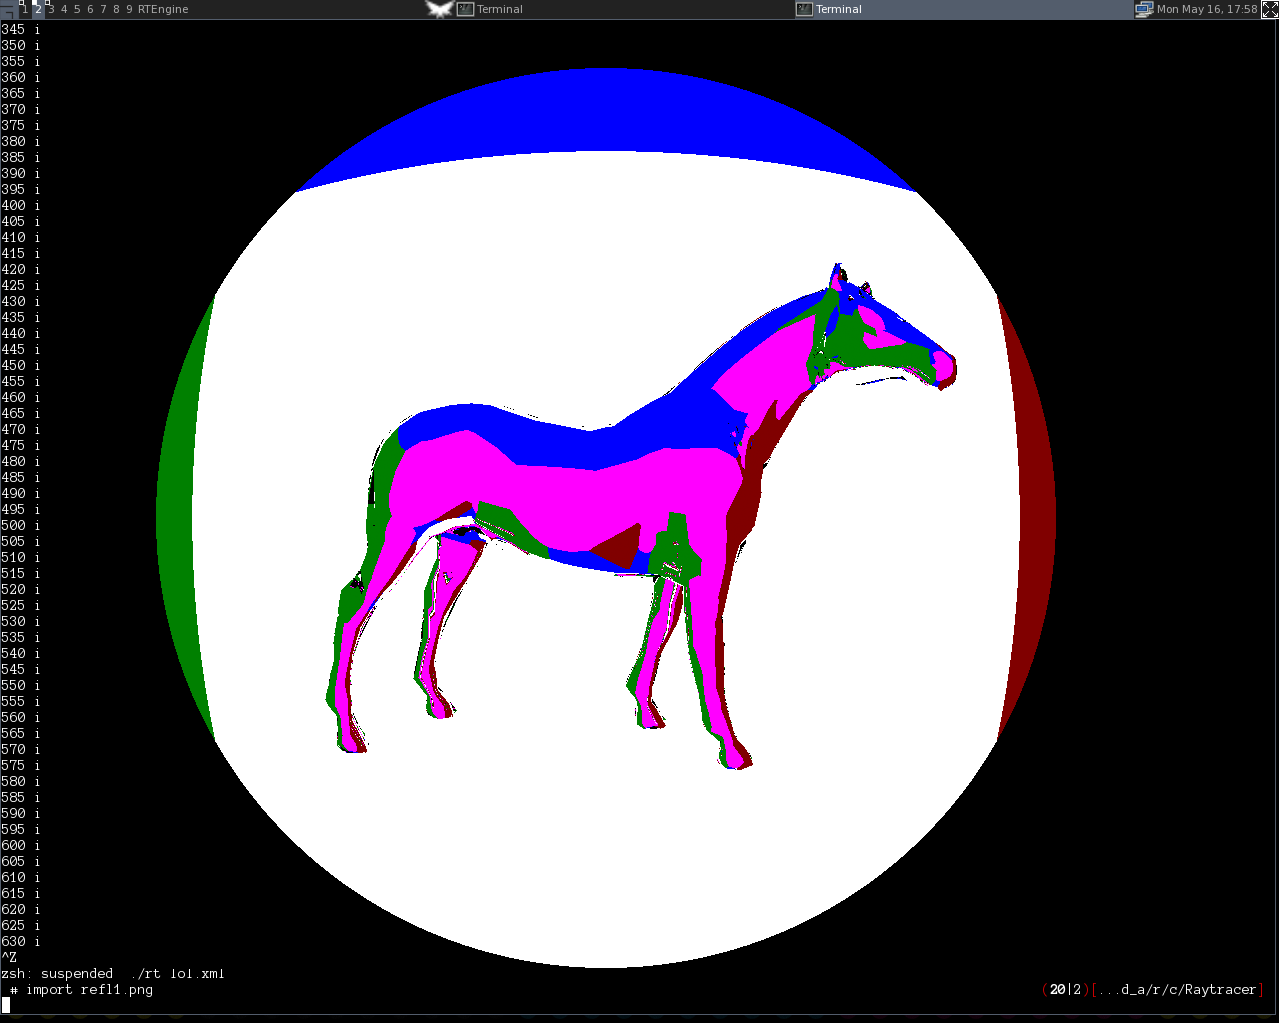 1 2 3 4 5 6 7 8 9 RTEngine Terminal Terminal Mon May 16, 17:58
345 i
350 i
355 i
360 i
365 i
370 i
375 i
380 i
385 i
390 i
395 i
400 i
405 i
410 i
415 i
420 i
425 i
430 i
435 i
440 i
445 i
450 i
455 i
460 i
465 i
470 i
475 i
480 i
485 i
490 i
495 i
500 i
505 i
510 i
515 i
520 i
525 i
530 i
535 i
540 i
545 i
550 i
555 i
560 i
565 i
570 i
575 i
580 i
585 i
590 i
595 i
600 i
605 i
610 i
615 i
620 i
625 i
630 i
^Z
zsh: suspended  ./rt lol.xml
# import refl1.png (20|2)[...d_a/r/c/Raytracer]